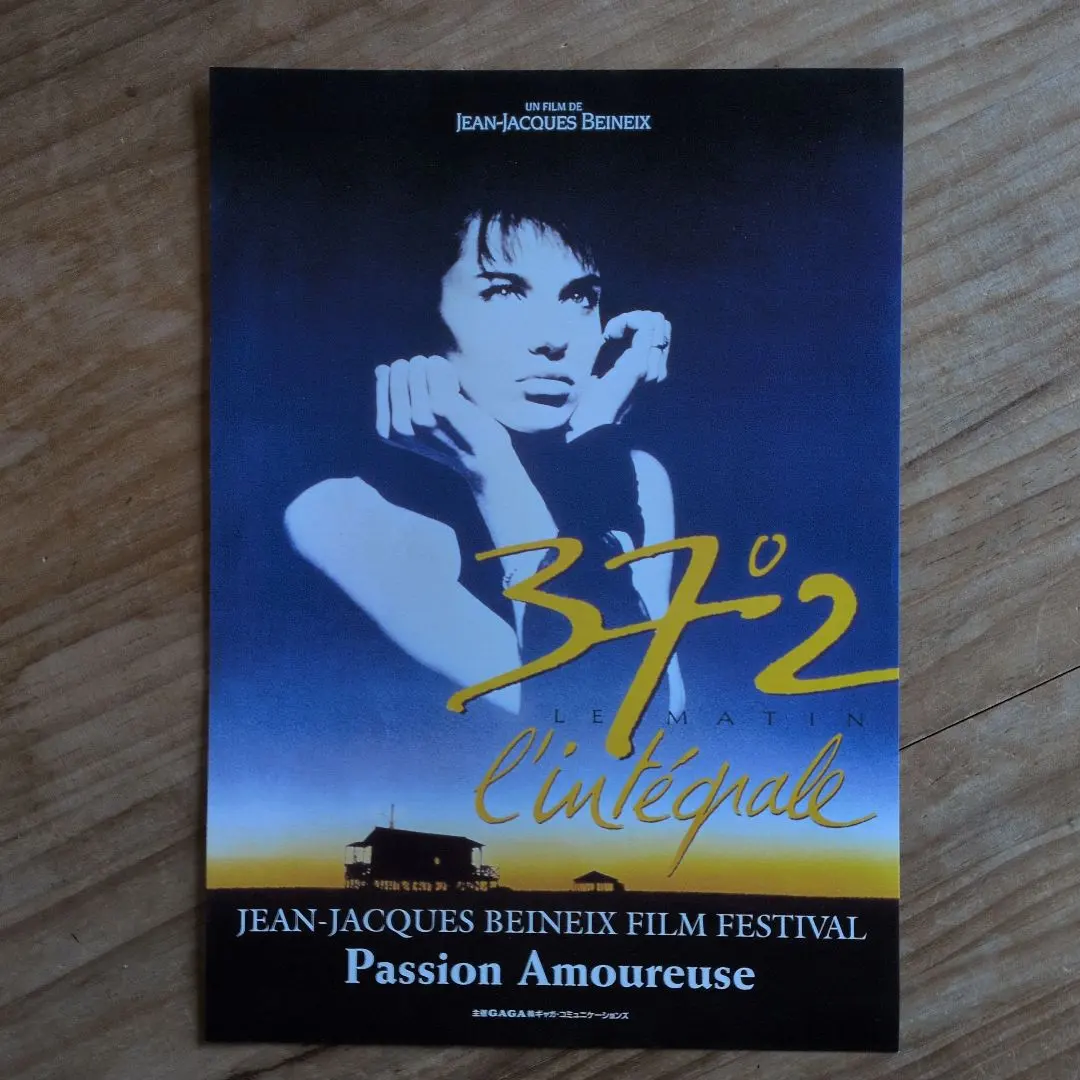 UN FILM DE
JEAN-JACQUES BEINEIX
37°2
LE MATIN
l'intégrale
JEAN-JACQUES BEINEIX FILM FESTIVAL
Passion Amoureuse
主催GAGA㈱ギャガ・コミュニケーションズ